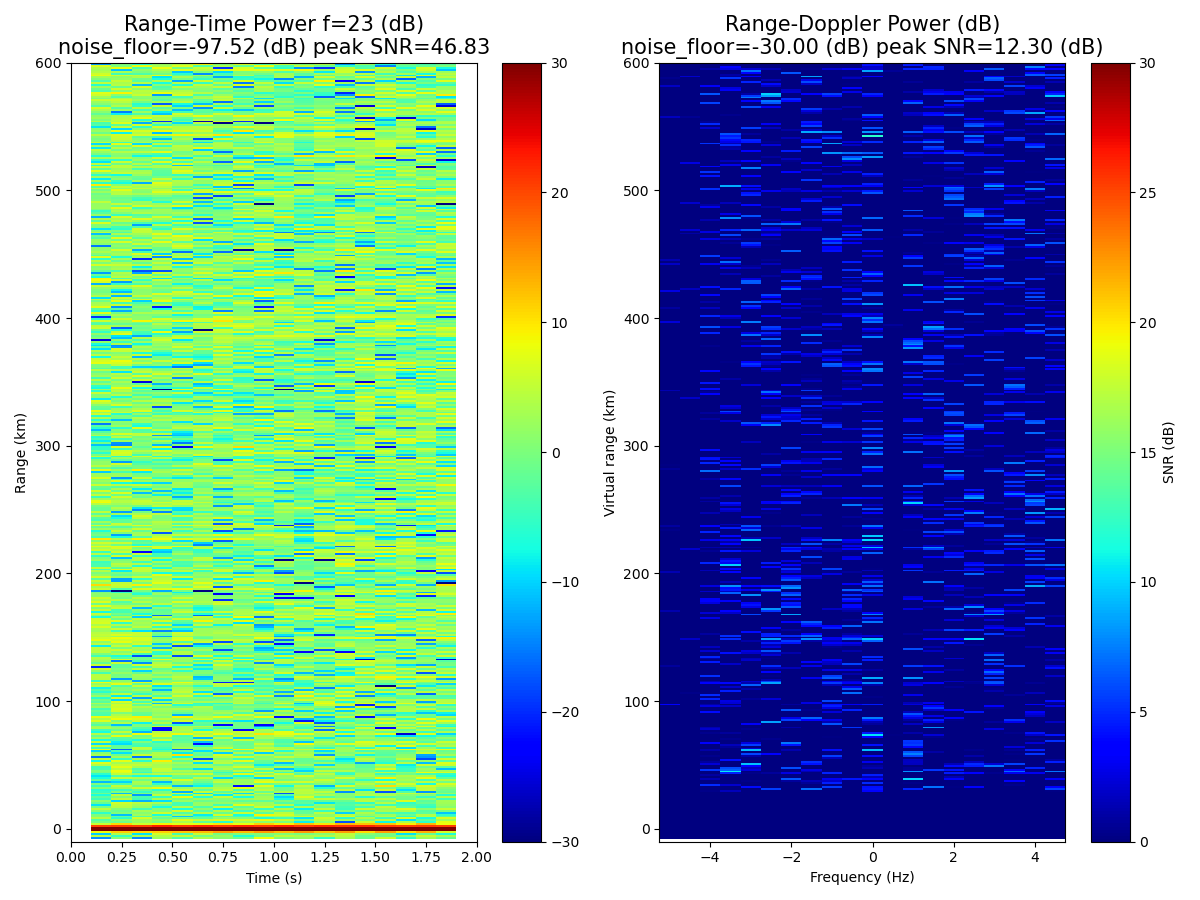 Range-Time Power f=23 (dB)
noise_floor=-97.52 (dB) peak SNR=46.83
600
500
400
300
200
100
0
Range (km)
0.00 0.25 0.50 0.75 1.00 1.25 1.50 1.75 2.00
Time (s)
30
20
10
0
−10
−20
−30
Range-Doppler Power (dB)
noise_floor=-30.00 (dB) peak SNR=12.30 (dB)
600
500
400
300
200
100
0
Virtual range (km)
−4 −2 0 2 4
Frequency (Hz)
30
25
20
15
10
5
0
SNR (dB)